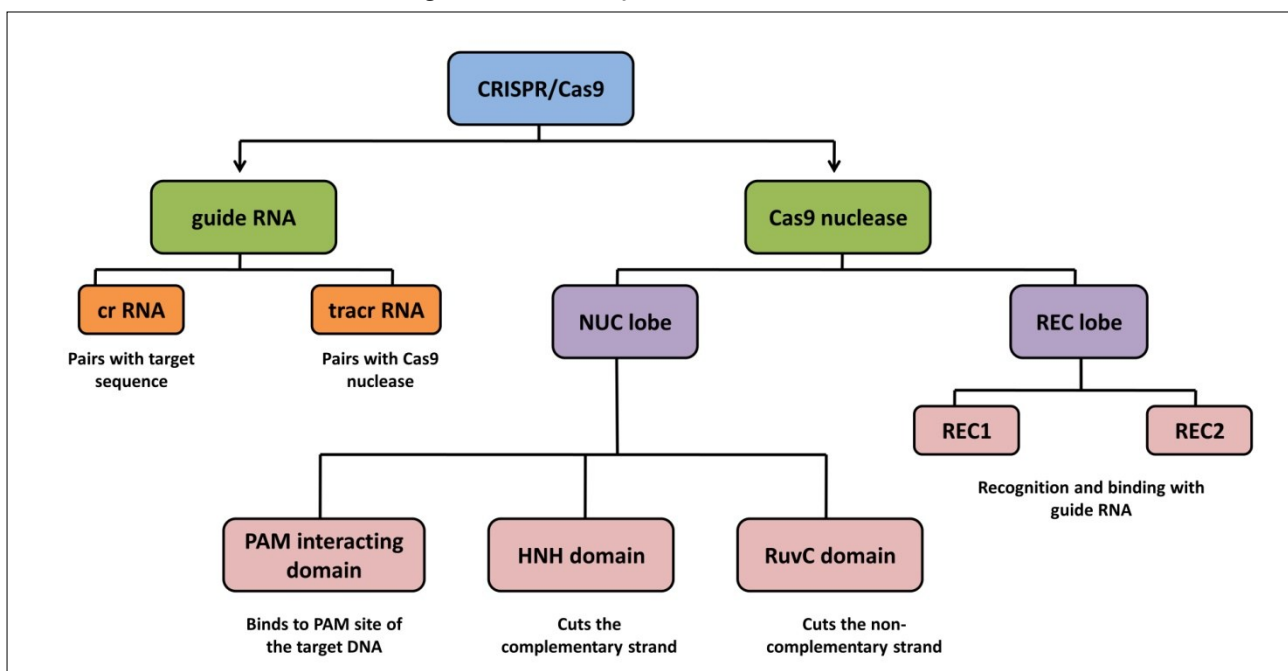 CRISPR/Cas9
guide RNA
Cas9 nuclease
cr RNA
tracr RNA
NUC lobe
REC lobe
Pairs with target
sequence
Pairs with Cas9
nuclease
REC1
REC2
Recognition and binding with
guide RNA
PAM interacting
domain
HNH domain
RuvC domain
Binds to PAM site of
the target DNA
Cuts the
complementary strand
Cuts the non-
complementary strand